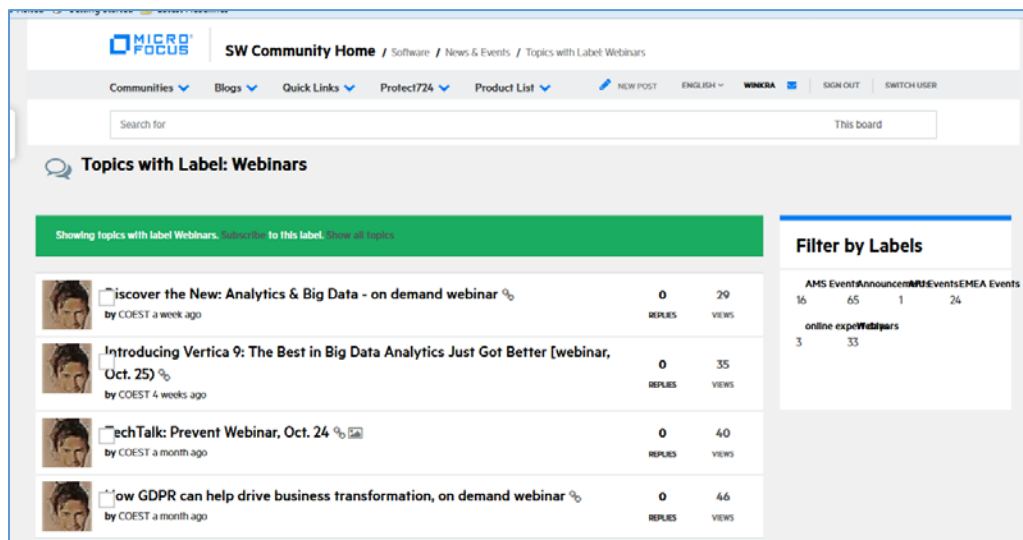 MICRO
FOCUS
SW Community Home / Software / News & Events / Topics with Label: Webinars
Communities Blogs Quick Links Protect724 Product List NEW POST ENGLISH WINKRA SIGN OUT SWITCH USER
Search for This board
Topics with Label: Webinars
Showing topics with label Webinars. Subscribe to this label. Show all topics
Filter by Labels
Discover the New: Analytics & Big Data - on demand webinar 0 29
by COEST a week ago REPLIES VIEWS
Introducing Vertica 9: The Best in Big Data Analytics Just Got Better [webinar,
Oct. 25) 0 35
by COEST 4 weeks ago REPLIES VIEWS
TechTalk: Prevent Webinar, Oct. 24 0 40
by COEST a month ago REPLIES VIEWS
How GDPR can help drive business transformation, on demand webinar 0 46
by COEST a month ago REPLIES VIEWS
AMS Events EMEA Events
16 65 1 24
3 33